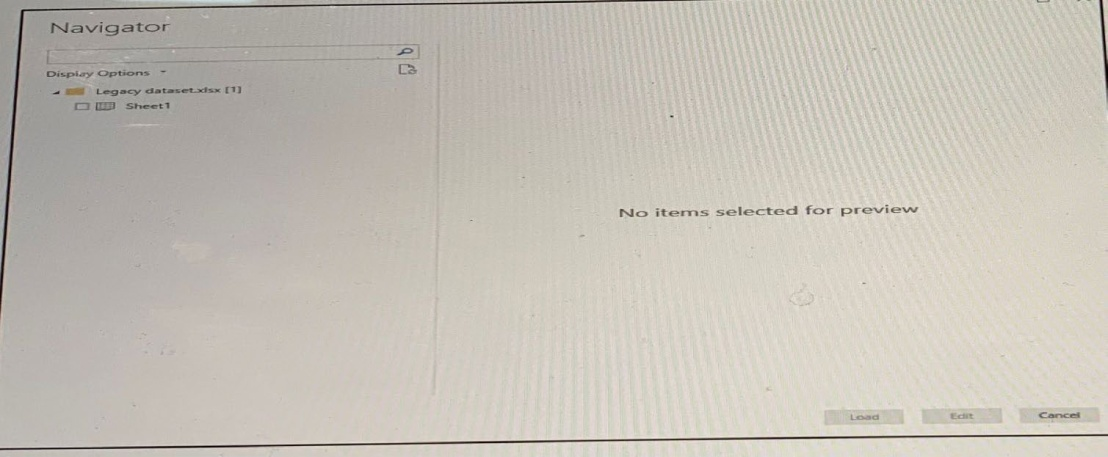 Navigator
Display Options
Legacy dataset.xlsx [1]
Sheet1
No items selected for preview
Load
Edit
Cancel